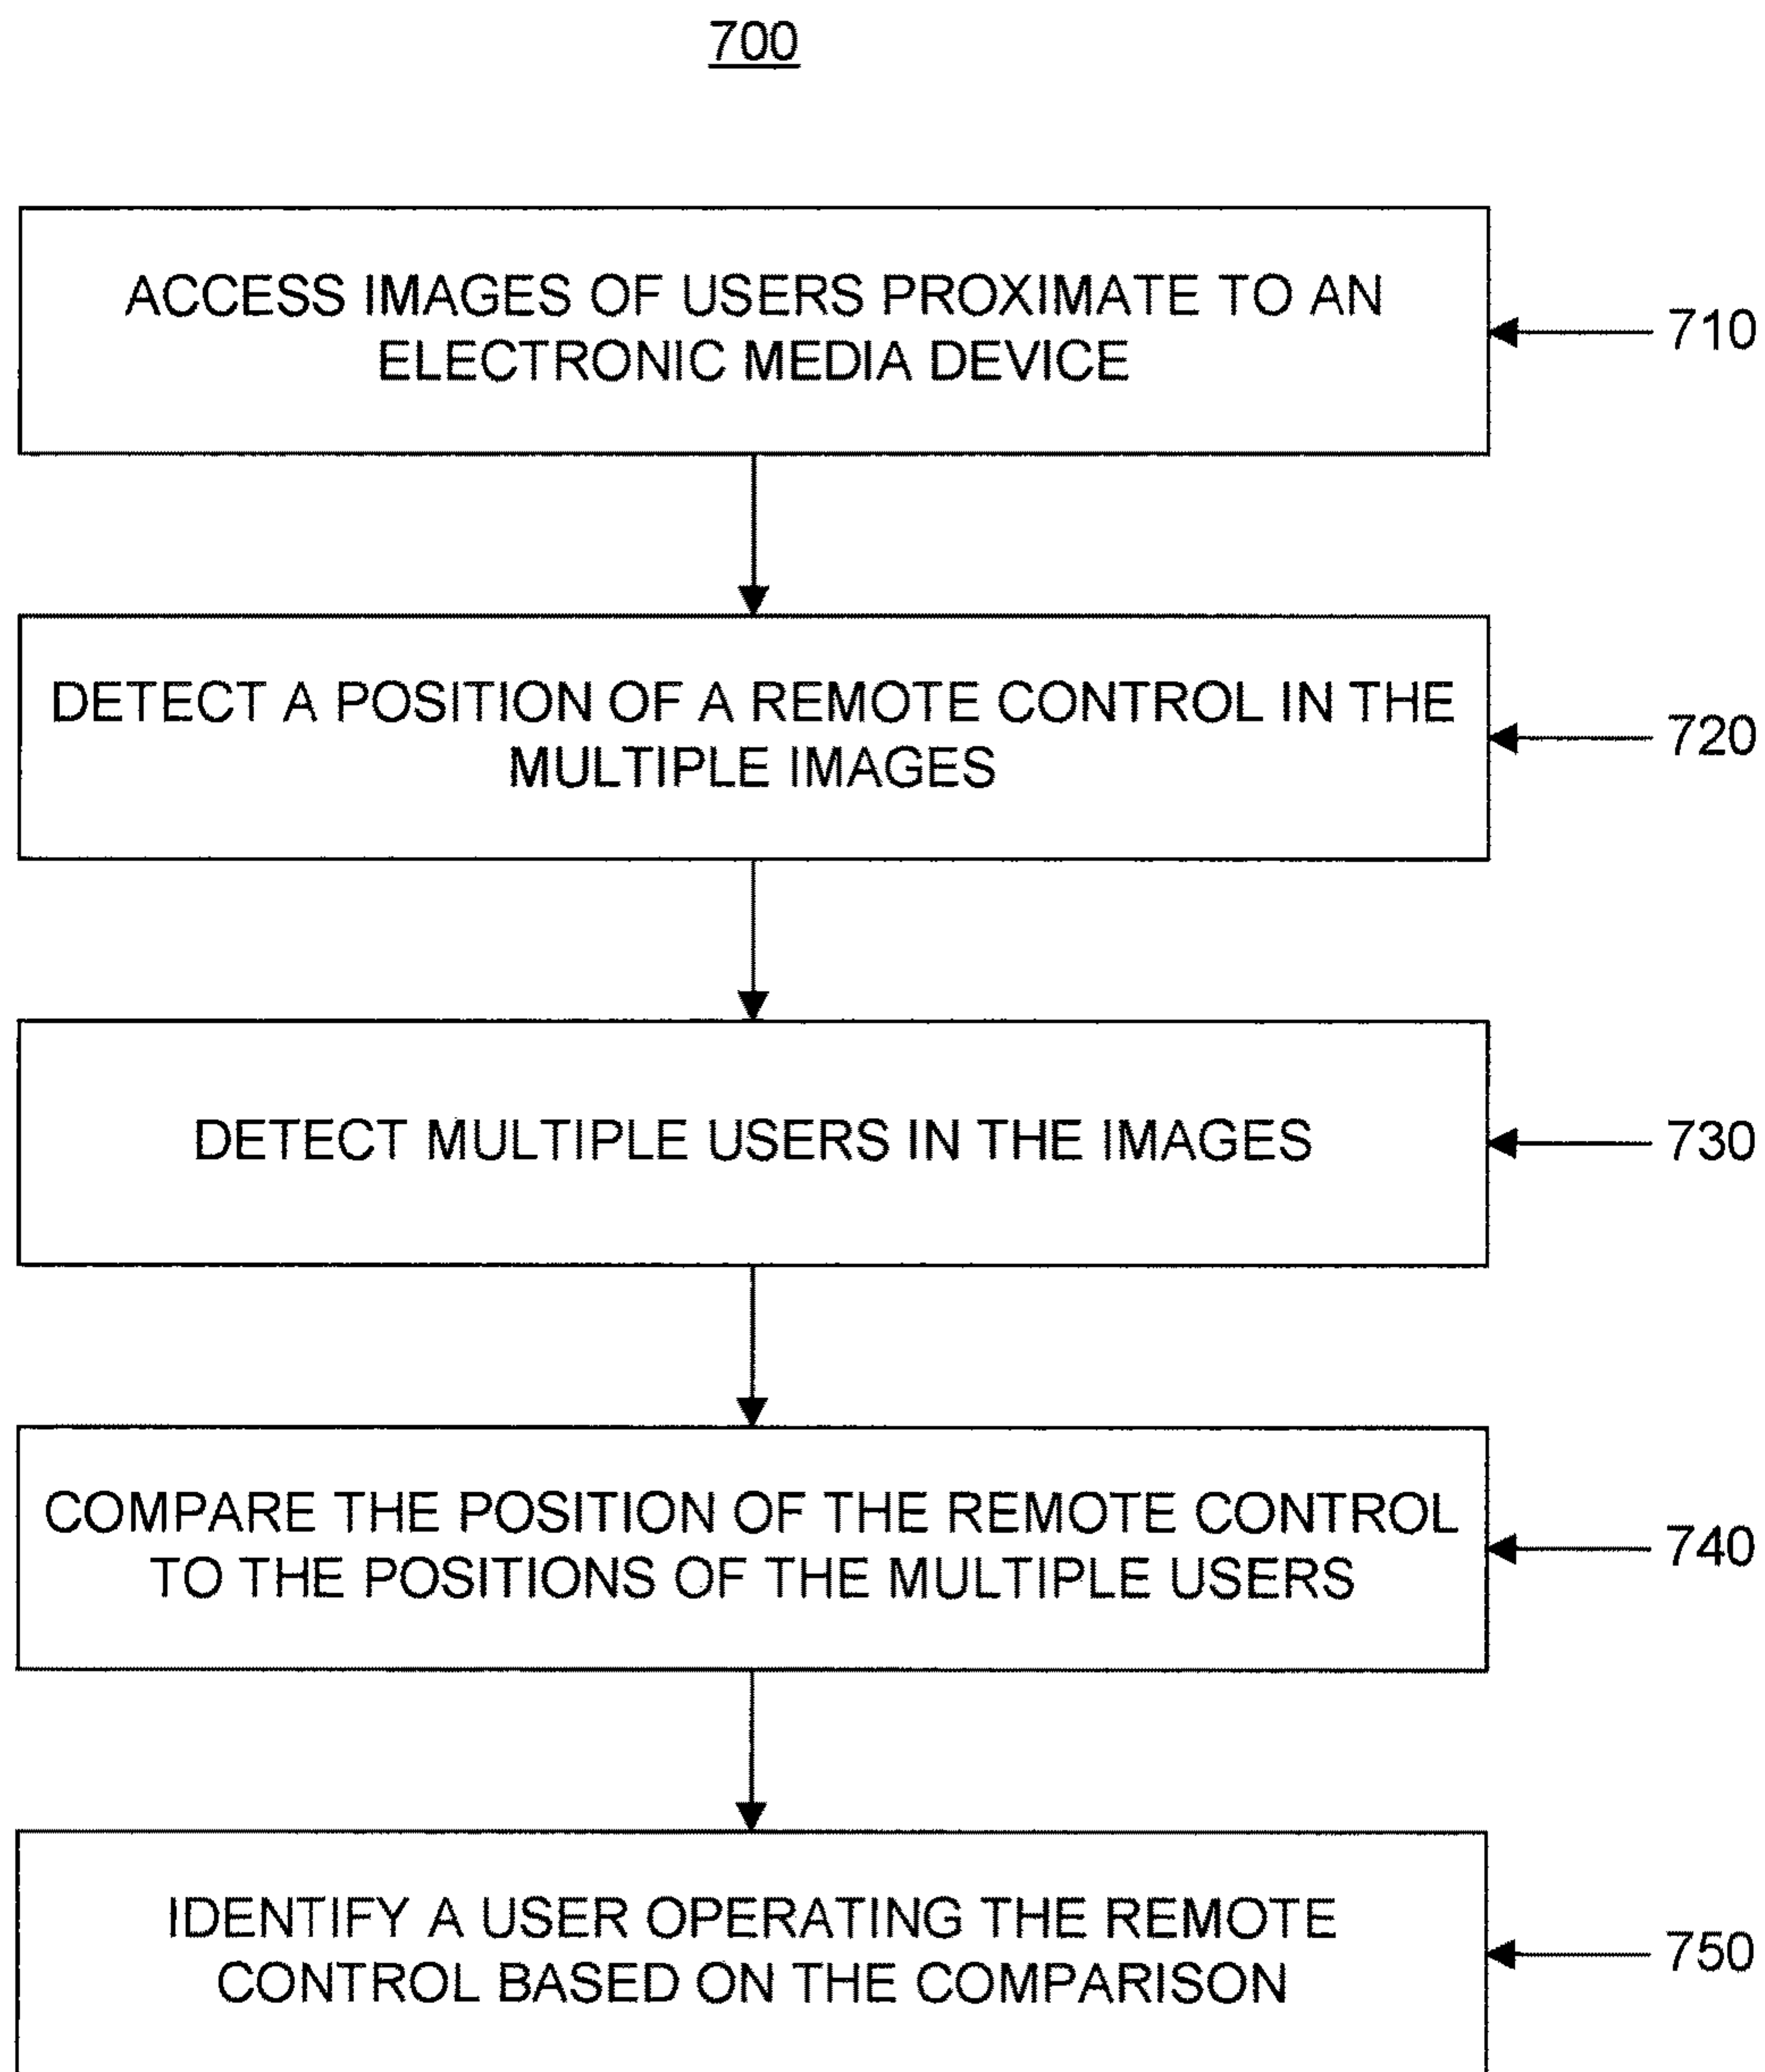 700
ACCESS IMAGES OF USERS PROXIMATE TO AN
ELECTRONIC MEDIA DEVICE
710
DETECT A POSITION OF A REMOTE CONTROL IN THE
MULTIPLE IMAGES
720
DETECT MULTIPLE USERS IN THE IMAGES
730
COMPARE THE POSITION OF THE REMOTE CONTROL
TO THE POSITIONS OF THE MULTIPLE USERS
740
IDENTIFY A USER OPERATING THE REMOTE
CONTROL BASED ON THE COMPARISON
750